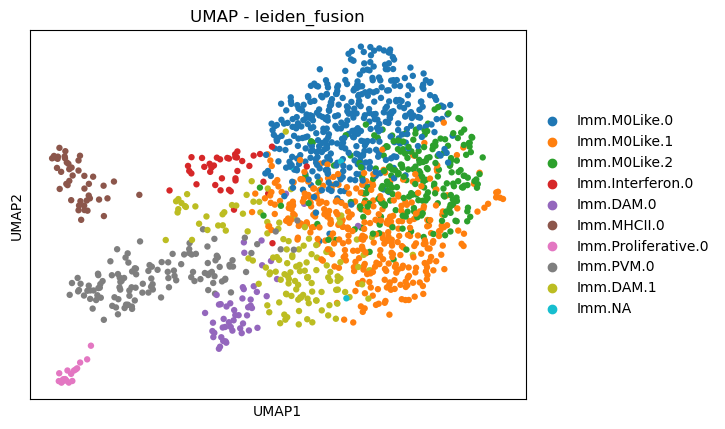 UMAP - leiden_fusion
UMAP2
UMAP1
Imm.M0Like.0
Imm.M0Like.1
Imm.M0Like.2
Imm.Interferon.0
Imm.DAM.0
Imm.MHCII.0
Imm.Proliferative.0
Imm.PVM.0
Imm.DAM.1
Imm.NA